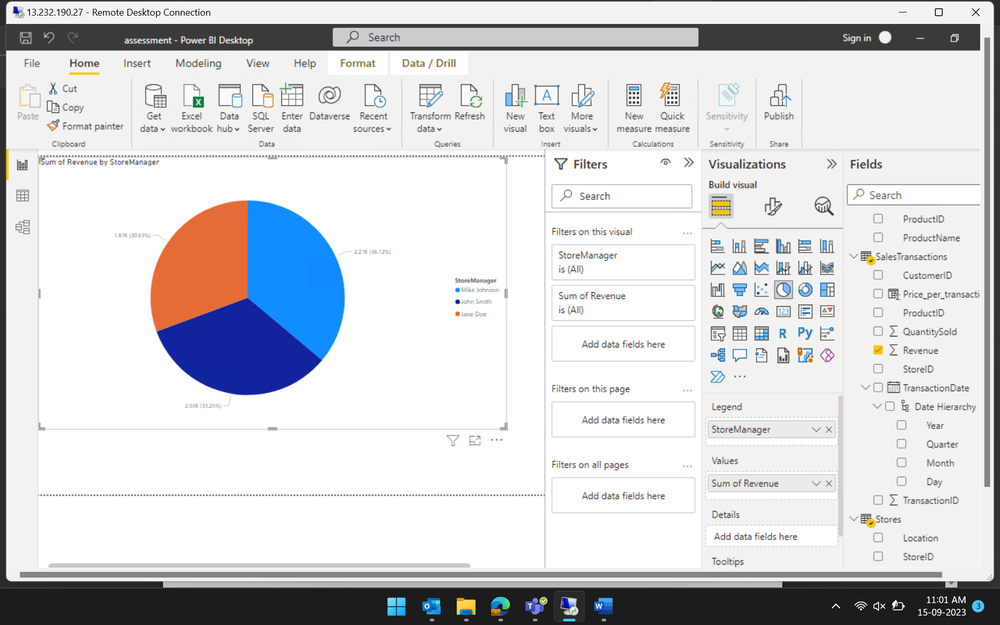 13.232.190.27 - Remote Desktop Connection
assessment - Power BI Desktop
Search
Sign in
File
Home
Insert
Modeling
View
Help
Format
Data / Drill
Paste
Cut
Copy
Format painter
Clipboard
Get data
Excel workbook
Data hub
SQL Server
Enter data
Dataverse
Recent sources
Data
Transform data
Refresh
Queries
New visual
Text box
More visuals
Insert
New measure
Quick measure
Calculations
Sensitivity
Sensitivity
Publish
Share
Sum of Revenue by StoreManager
1.87K (30.63%)
2.21K (36.12%)
2.03K (33.25%)
StoreManager
Mike Johnson
John Smith
Jane Doe
Filters
Search
Filters on this visual
StoreManager
is (All)
Sum of Revenue
is (All)
Add data fields here
Filters on this page
Add data fields here
Filters on all pages
Add data fields here
Visualizations
Build visual
123
R
Py
Legend
StoreManager
Values
Sum of Revenue
Details
Add data fields here
Tooltips
Fields
Search
ProductID
ProductName
SalesTransactions
CustomerID
Price_per_transacti
ProductID
QuantitySold
Revenue
StoreID
TransactionDate
Date Hierarchy
Year
Quarter
Month
Day
TransactionID
Stores
Location
StoreID
11:01 AM
15-09-2023
3